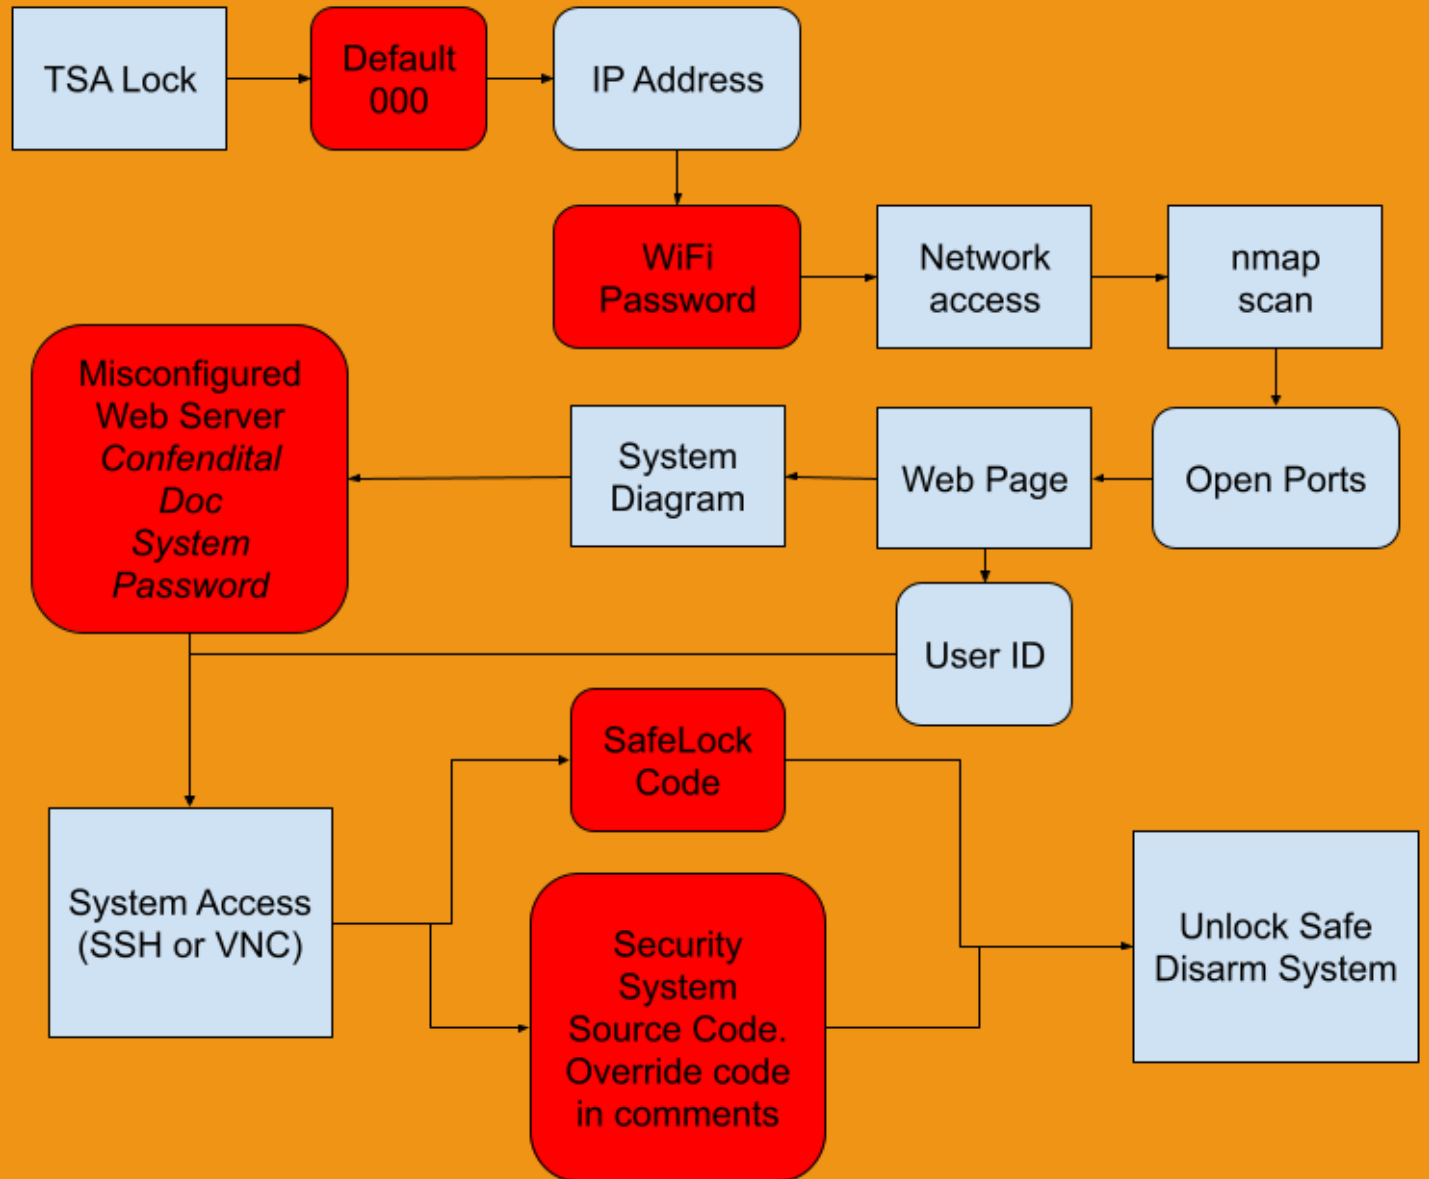 TSA Lock
Default
000
IP Address
WiFi
Password
Network
access
nmap
scan
Misconfigured
Web Server
Confendital
Doc
System
Password
System
Diagram
Web Page
Open Ports
User ID
SafeLock
Code
System Access
(SSH or VNC)
Security
System
Source Code.
Override code
in comments
Unlock Safe
Disarm System